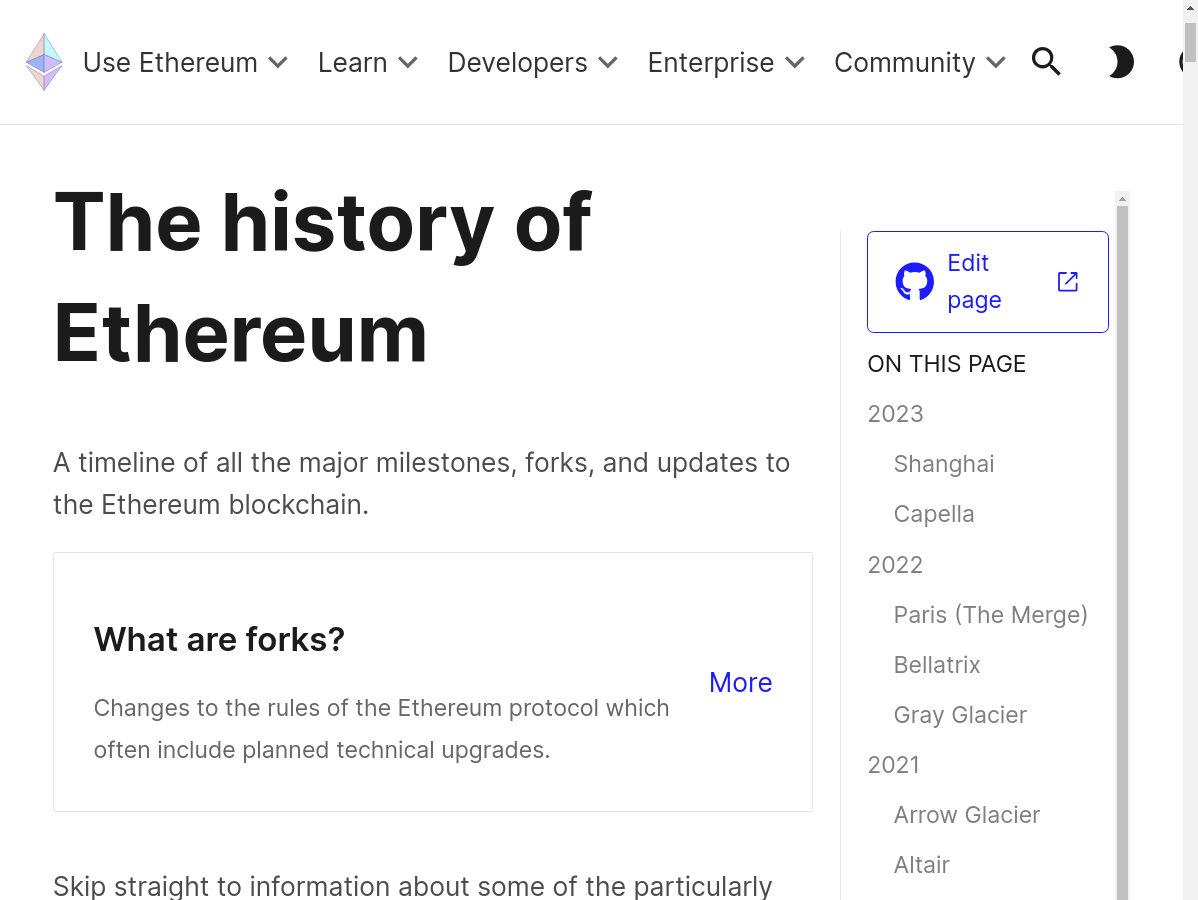 Use Ethereum Learn Developers Enterprise Community
The history of
Ethereum
A timeline of all the major milestones, forks, and updates to
the Ethereum blockchain.
What are forks?
Changes to the rules of the Ethereum protocol which
often include planned technical upgrades.
More
Skip straight to information about some of the particularly
Edit
page
ON THIS PAGE
2023
Shanghai
Capella
2022
Paris (The Merge)
Bellatrix
Gray Glacier
2021
Arrow Glacier
Altair